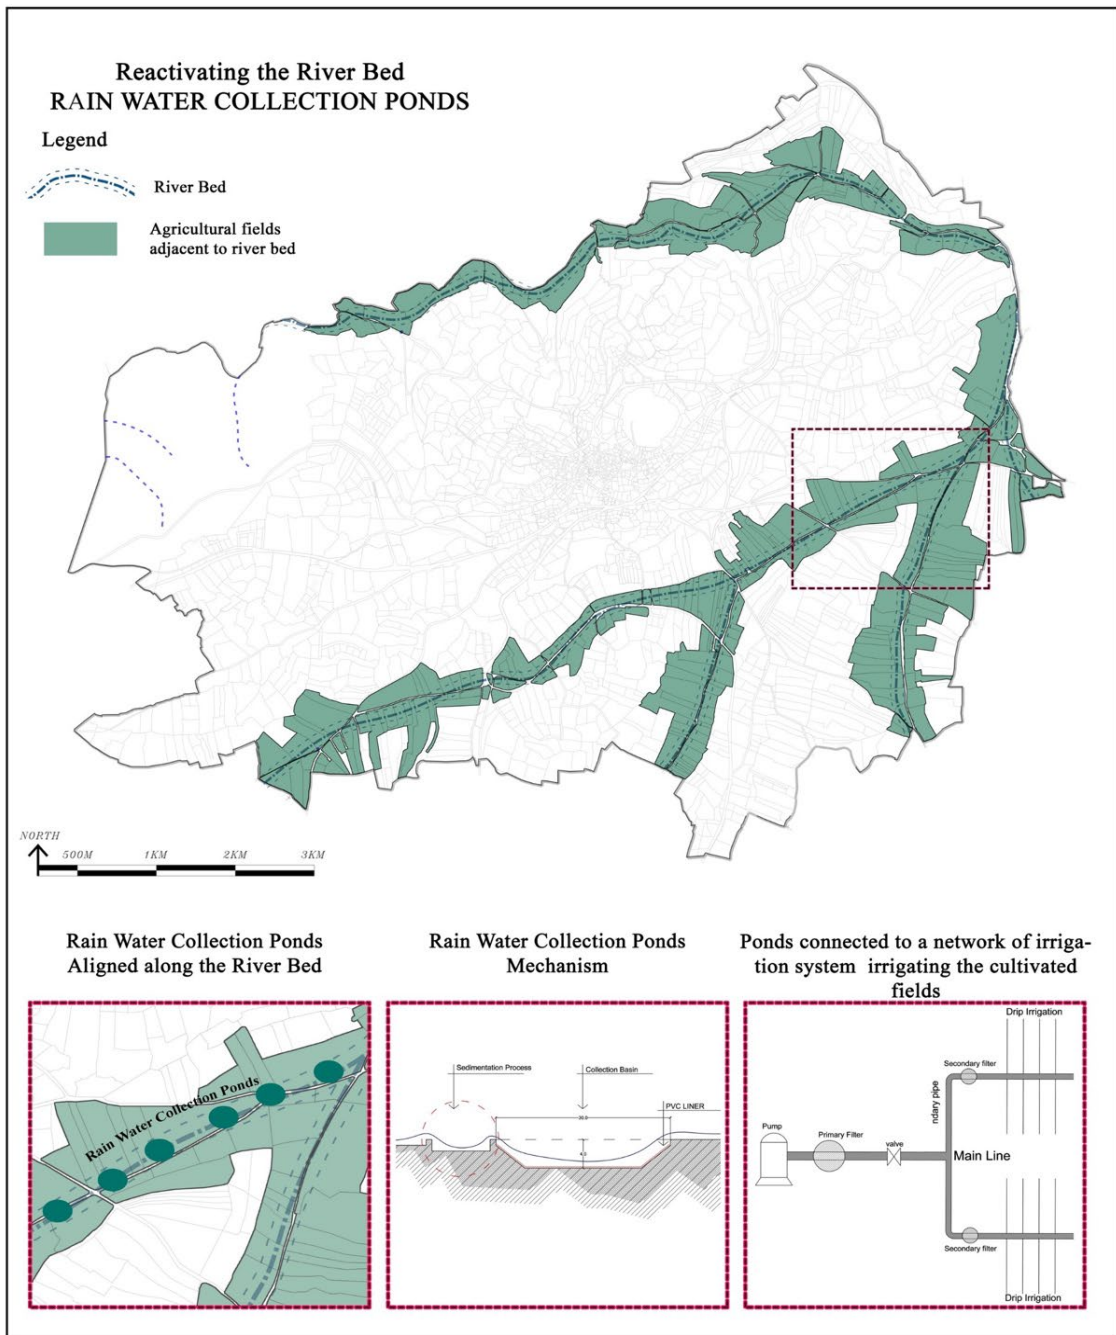 Reactivating the River Bed
RAIN WATER COLLECTION PONDS
Legend
River Bed
Agricultural fields
adjacent to river bed
NORTH
500M 1KM 2KM 3KM
Rain Water Collection Ponds
Aligned along the River Bed
Rain Water Collection Ponds
Rain Water Collection Ponds
Mechanism
Sedimentation Process
Collection Basin
PVC LINER
Ponds connected to a network of irriga-
tion system irrigating the cultivated
fields
Drip Irrigation
Secondary filter
ndary pipe
Pump
Primary Filter
valve
Main Line
Secondary filter
Drip Irrigation